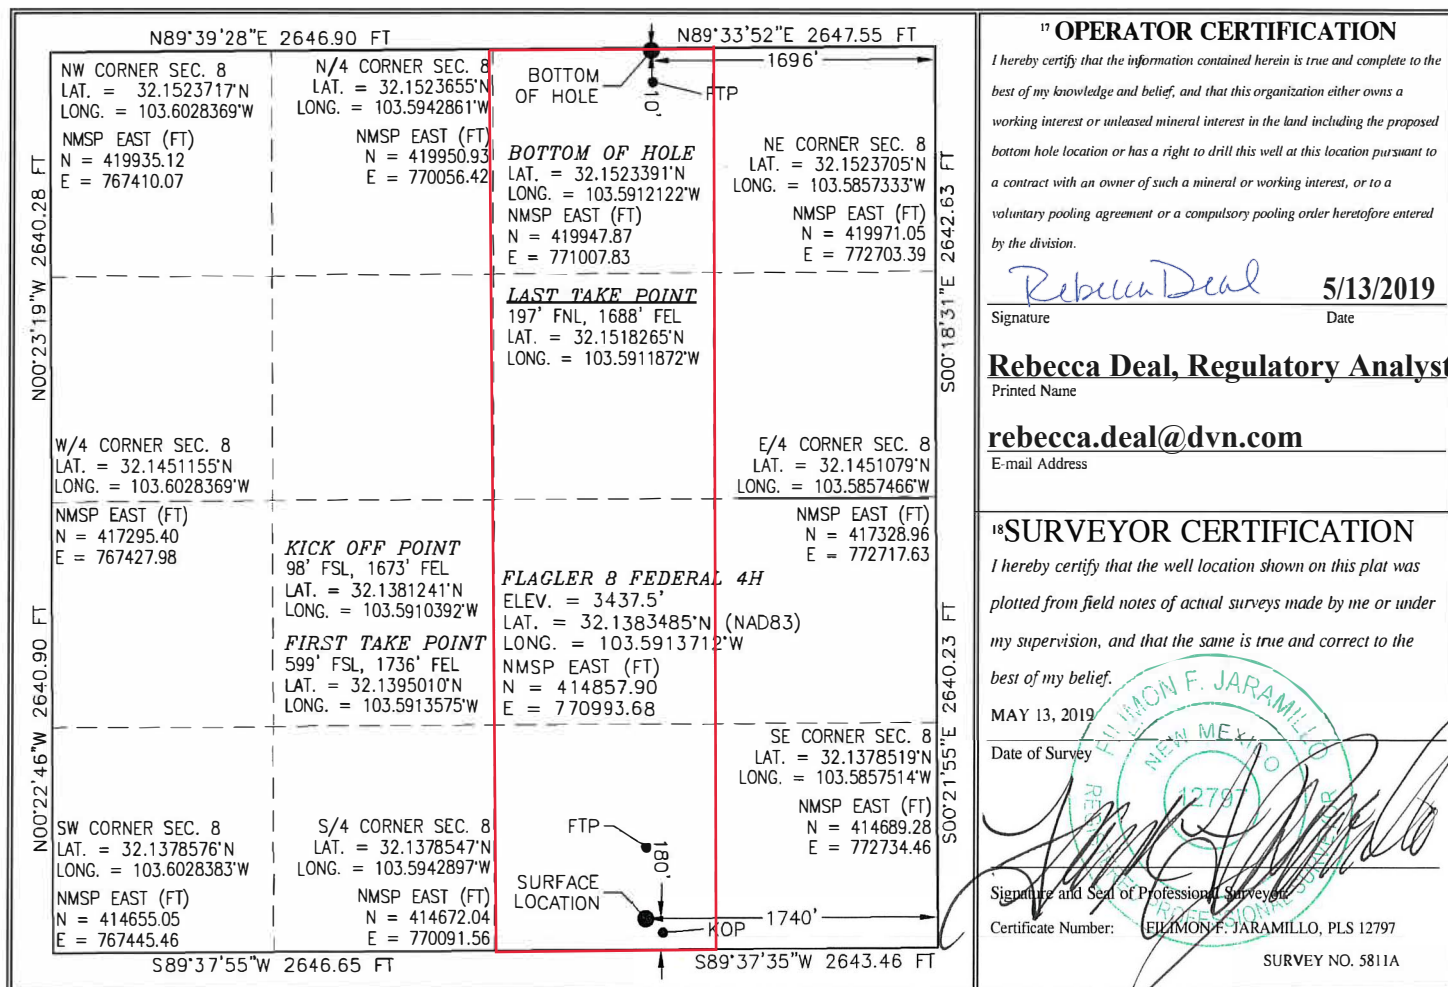 N89°39'28"E 2646.90 FT
N89°33'52"E 2647.55 FT
NW CORNER SEC. 8
LAT. = 32.1523717°N
LONG. = 103.6028369°W
NMSP EAST (FT)
N = 419935.12
E = 767410.07
N/4 CORNER SEC. 8
LAT. = 32.1523655°N
LONG. = 103.5942861°W
NMSP EAST (FT)
N = 419950.93
E = 770056.42
BOTTOM
OF HOLE
1696'
FTP
10'
BOTTOM OF HOLE
LAT. = 32.1523391°N
LONG. = 103.5912122°W
NMSP EAST (FT)
N = 419947.87
E = 771007.83
NE CORNER SEC. 8
LAT. = 32.1523705°N
LONG. = 103.5857333°W
NMSP EAST (FT)
N = 419971.05
E = 772703.39
N00°23'19"W 2640.28 FT
S00°18'31"E 2642.63 FT
LAST TAKE POINT
197' FNL, 1688' FEL
LAT. = 32.1518265°N
LONG. = 103.5911872°W
W/4 CORNER SEC. 8
LAT. = 32.1451155°N
LONG. = 103.6028369°W
NMSP EAST (FT)
N = 417295.40
E = 767427.98
E/4 CORNER SEC. 8
LAT. = 32.1451079°N
LONG. = 103.5857466°W
NMSP EAST (FT)
N = 417328.96
E = 772717.63
KICK OFF POINT
98' FSL, 1673' FEL
LAT. = 32.1381241°N
LONG. = 103.5910392°W
FIRST TAKE POINT
599' FSL, 1736' FEL
LAT. = 32.1395010°N
LONG. = 103.5913575°W
FLAGLER 8 FEDERAL 4H
ELEV. = 3437.5'
LAT. = 32.1383485°N (NAD83)
LONG. = 103.5913712°W
NMSP EAST (FT)
N = 414857.90
E = 770993.68
N00°22'46"W 2640.90 FT
S00°21'55"E 2640.23 FT
SE CORNER SEC. 8
LAT. = 32.1378519°N
LONG. = 103.5857514°W
NMSP EAST (FT)
N = 414689.28
E = 772734.46
SW CORNER SEC. 8
LAT. = 32.1378576°N
LONG. = 103.6028383°W
NMSP EAST (FT)
N = 414655.05
E = 767445.46
S/4 CORNER SEC. 8
LAT. = 32.1378547°N
LONG. = 103.5942897°W
NMSP EAST (FT)
N = 414672.04
E = 770091.56
FTP
180'
SURFACE
LOCATION
1740'
KOP
S89°37'55"W 2646.65 FT
S89°37'35"W 2643.46 FT
17 OPERATOR CERTIFICATION
I hereby certify that the information contained herein is true and complete to the
best of my knowledge and belief, and that this organization either owns a
working interest or unleased mineral interest in the land including the proposed
bottom hole location or has a right to drill this well at this location pursuant to
a contract with an owner of such a mineral or working interest, or to a
voluntary pooling agreement or a compulsory pooling order heretofore entered
by the division.
Rebecca Deal 5/13/2019
Signature Date
Rebecca Deal, Regulatory Analyst
Printed Name
rebecca.deal@dvn.com
E-mail Address
18 SURVEYOR CERTIFICATION
I hereby certify that the well location shown on this plat was
plotted from field notes of actual surveys made by me or under
my supervision, and that the same is true and correct to the
best of my belief.
MAY 13, 2019
Date of Survey
FILIMON F. JARAMILLO
NEW MEXICO
12797
REGISTERED PROFESSIONAL SURVEYOR
Signature and Seal of Professional Surveyor:
Certificate Number: FILIMON F. JARAMILLO, PLS 12797
SURVEY NO. 5811A